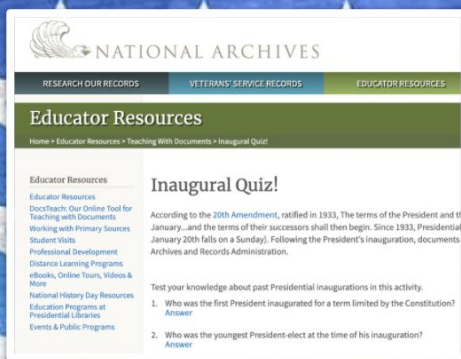 NATIONAL ARCHIVES
RESEARCH OUR RECORDS
VETERANS' SERVICE RECORDS
EDUCATOR RESOURCES
Educator Resources
Home > Educator Resources > Teaching With Documents > Inaugural Quiz!
Educator Resources
Educator Resources
DocsTeach: Our Online Tool for
Teaching with Documents
Working with Primary Sources
Student Visits
Professional Development
Distance Learning Programs
eBooks, Online Tours, Videos &
More
National History Day Resources
Education Programs at
Presidential Libraries
Events & Public Programs
Inaugural Quiz!
According to the 20th Amendment, ratified in 1933, The terms of the President and th
January...and the terms of their successors shall then begin. Since 1933, Presidential
January 20th falls on a Sunday). Following the President's inauguration, documents
Archives and Records Administration.
Test your knowledge about past Presidential inaugurations in this activity.
1. Who was the first President inaugurated for a term limited by the Constitution?
Answer
2. Who was the youngest President-elect at the time of his inauguration?
Answer